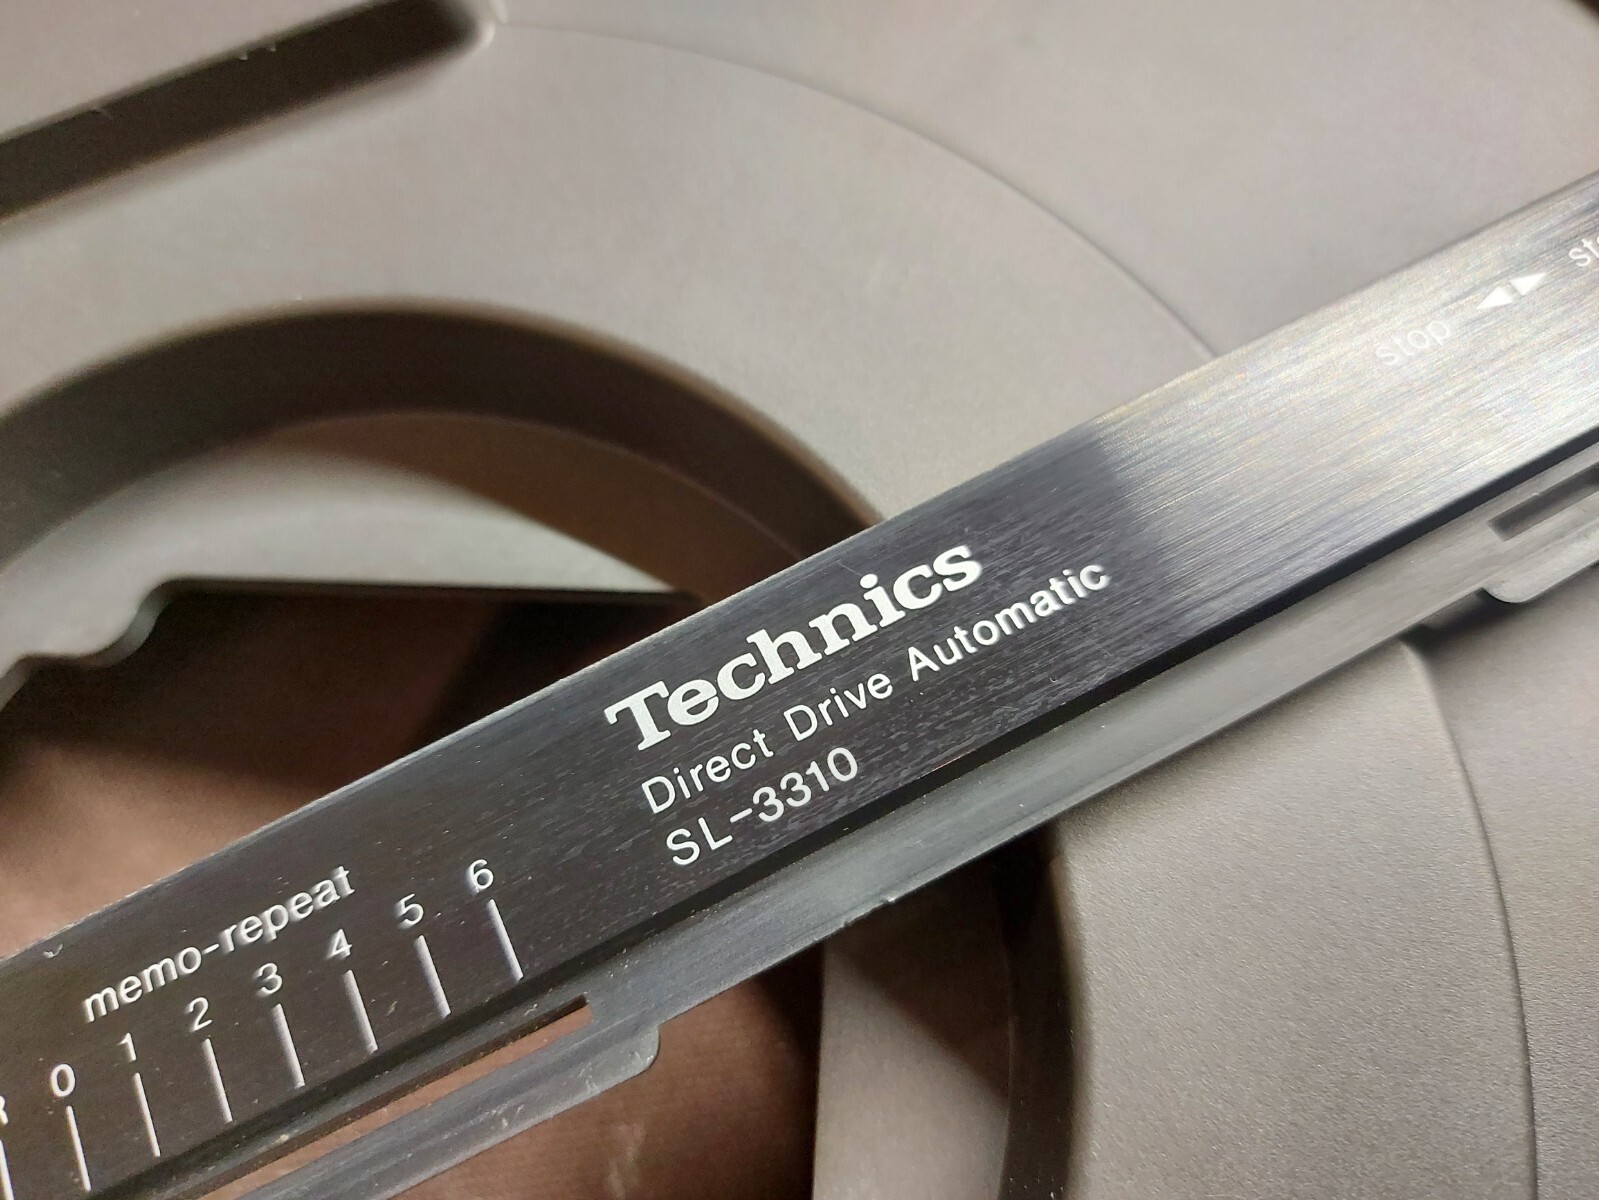 Technics
Direct Drive Automatic
SL-3310
memo-repeat
0 1 2 3 4 5 6
stop ◀▶